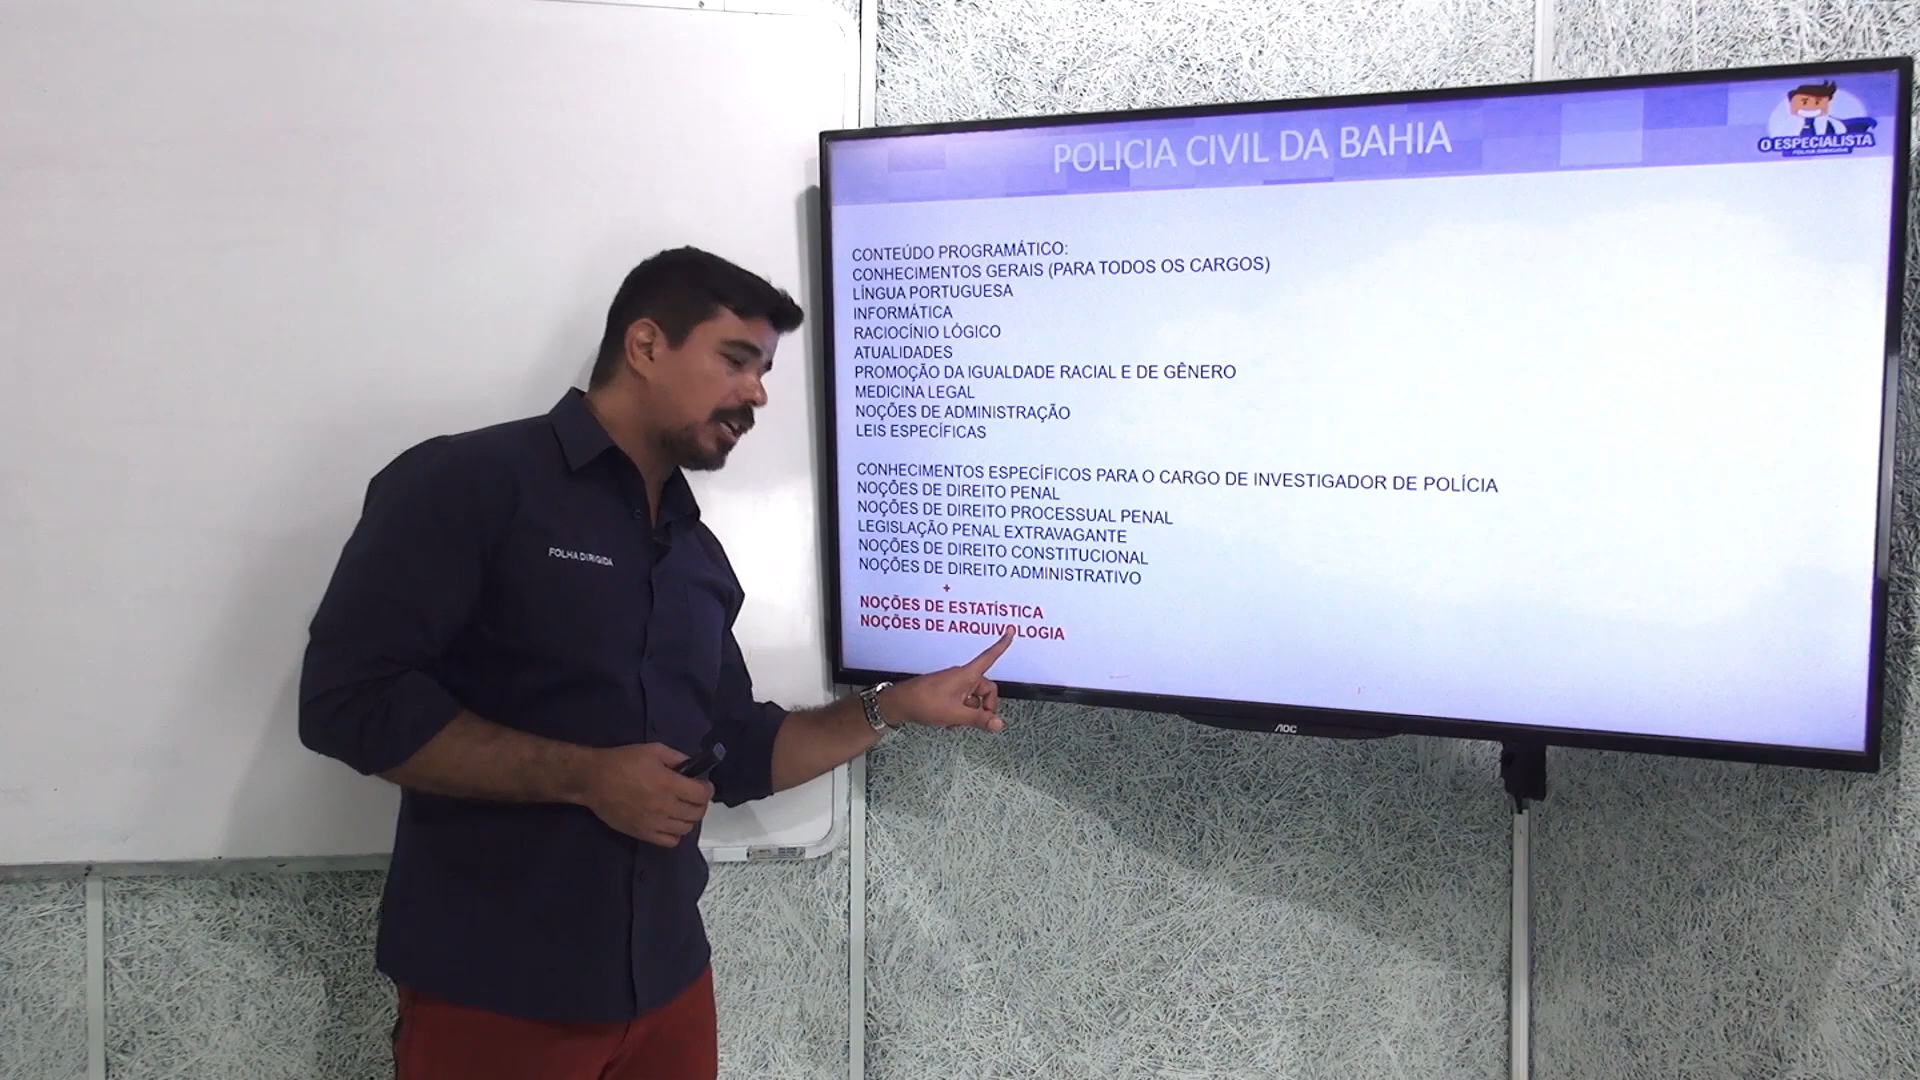 POLICIA CIVIL DA BAHIA
O ESPECIALISTA
FOLHA DIRIGIDA
CONTEÚDO PROGRAMÁTICO:
CONHECIMENTOS GERAIS (PARA TODOS OS CARGOS)
LÍNGUA PORTUGUESA
INFORMÁTICA
RACIOCÍNIO LÓGICO
ATUALIDADES
PROMOÇÃO DA IGUALDADE RACIAL E DE GÊNERO
MEDICINA LEGAL
NOÇÕES DE ADMINISTRAÇÃO
LEIS ESPECÍFICAS
CONHECIMENTOS ESPECÍFICOS PARA O CARGO DE INVESTIGADOR DE POLÍCIA
NOÇÕES DE DIREITO PENAL
NOÇÕES DE DIREITO PROCESSUAL PENAL
LEGISLAÇÃO PENAL EXTRAVAGANTE
NOÇÕES DE DIREITO CONSTITUCIONAL
NOÇÕES DE DIREITO ADMINISTRATIVO
+
NOÇÕES DE ESTATÍSTICA
NOÇÕES DE ARQUIVOLOGIA
FOLHA DIRIGIDA
AOC